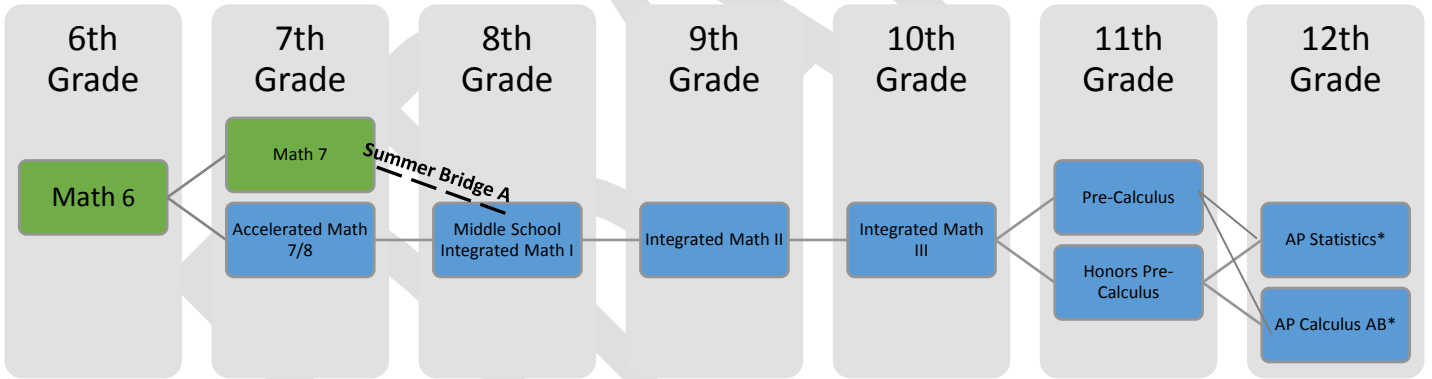 6th
Grade
7th
Grade
8th
Grade
9th
Grade
10th
Grade
11th
Grade
12th
Grade
Math 6
Math 7
Summer Bridge A
Accelerated Math
7/8
Middle School
Integrated Math I
Integrated Math II
Integrated Math
III
Pre-Calculus
Honors Pre-
Calculus
AP Statistics*
AP Calculus AB*